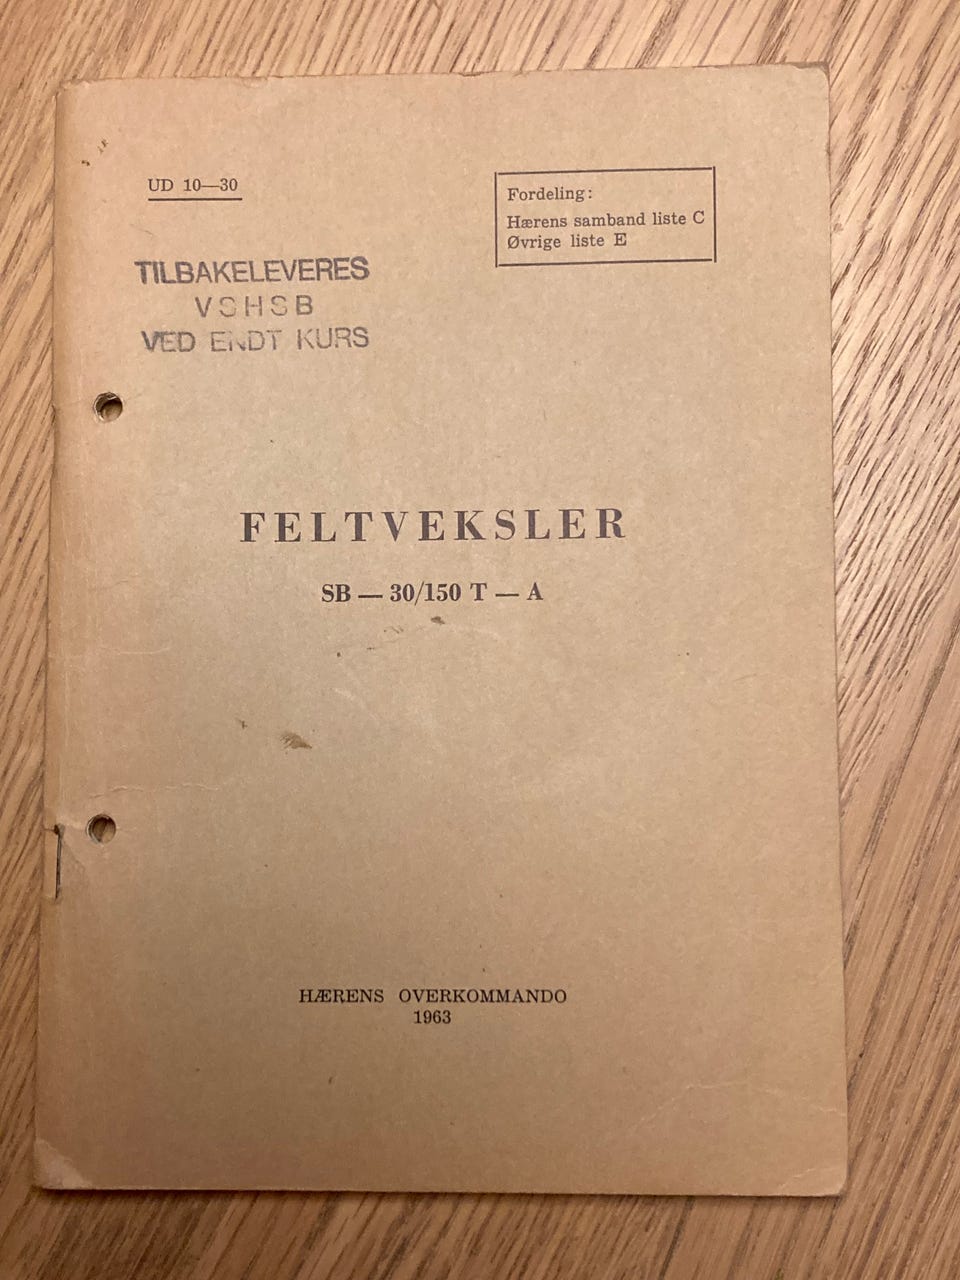 UD 10—30
Fordeling:
Hærens samband liste C
Øvrige liste E
TILBAKELEVERES
VSHSB
VED ENDT KURS
FELTVEKSLER
SB — 30/150 T — A
HÆRENS OVERKOMMANDO
1963